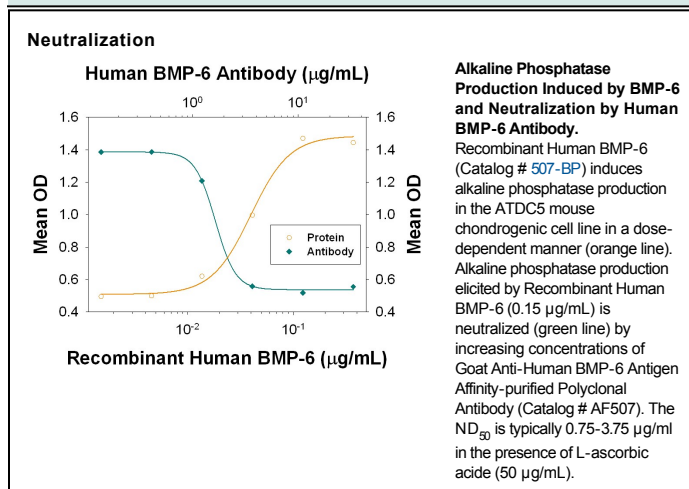 Neutralization
Human BMP-6 Antibody (μg/mL)
10⁰ 10¹
1.6 1.6
1.4 1.4
1.2 1.2
1.0 1.0
0.8 0.8
0.6 0.6
0.4 0.4
Mean OD
Mean OD
Protein
Antibody
10⁻² 10⁻¹
Recombinant Human BMP-6 (μg/mL)
Alkaline Phosphatase
Production Induced by BMP-6
and Neutralization by Human
BMP-6 Antibody.
Recombinant Human BMP-6
(Catalog # 507-BP) induces
alkaline phosphatase production
in the ATDC5 mouse
chondrogenic cell line in a dose-
dependent manner (orange line).
Alkaline phosphatase production
elicited by Recombinant Human
BMP-6 (0.15 μg/mL) is
neutralized (green line) by
increasing concentrations of
Goat Anti-Human BMP-6 Antigen
Affinity-purified Polyclonal
Antibody (Catalog # AF507). The
ND₅₀ is typically 0.75-3.75 μg/ml
in the presence of L-ascorbic
acide (50 μg/mL).